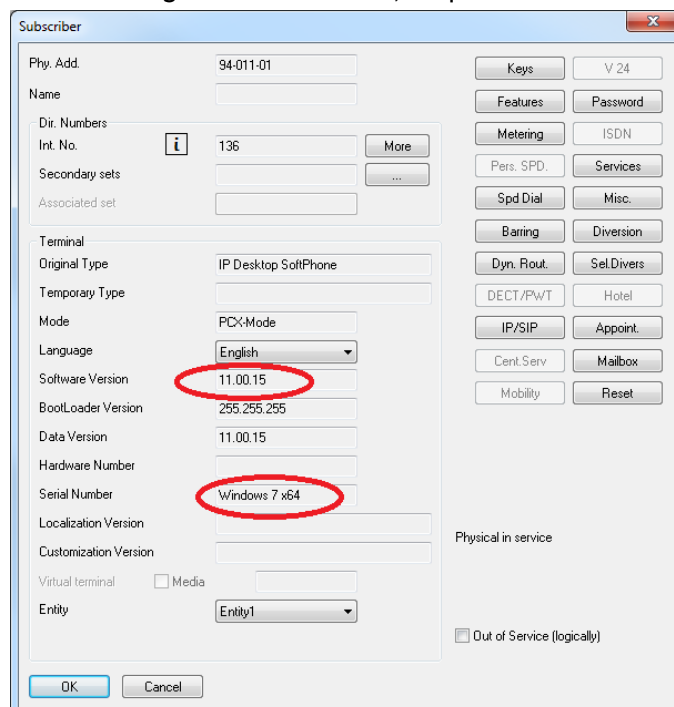 Subscriber
Phy. Add. 94-011-01
Name
Dir. Numbers
Int. No. i 136 More
Secondary sets ...
Associated set
Terminal
Original Type IP Desktop SoftPhone
Temporary Type
Mode PCX-Mode
Language English
Software Version 11.00.15
BootLoader Version 255.255.255
Data Version 11.00.15
Hardware Number
Serial Number Windows 7 x64
Localization Version
Customization Version
Virtual terminal Media
Entity Entity1
OK Cancel
Keys V 24
Features Password
Metering ISDN
Pers. SPD. Services
Spd Dial Misc.
Barring Diversion
Dyn. Rout. Sel.Divers
DECT/PWT Hotel
IP/SIP Appoint.
Cent.Serv Mailbox
Mobility Reset
Physical in service
Out of Service (logically)